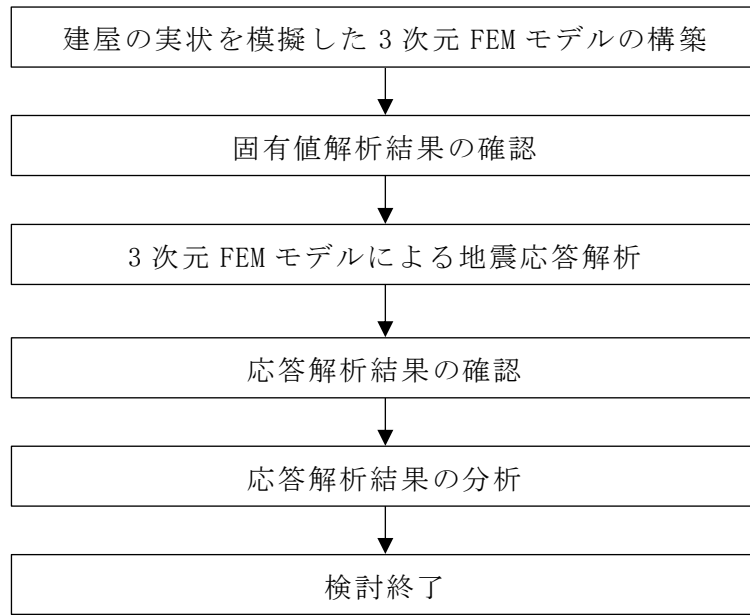 建屋の実状を模擬した3次元FEMモデルの構築
固有値解析結果の確認
3次元FEMモデルによる地震応答解析
応答解析結果の確認
応答解析結果の分析
検討終了